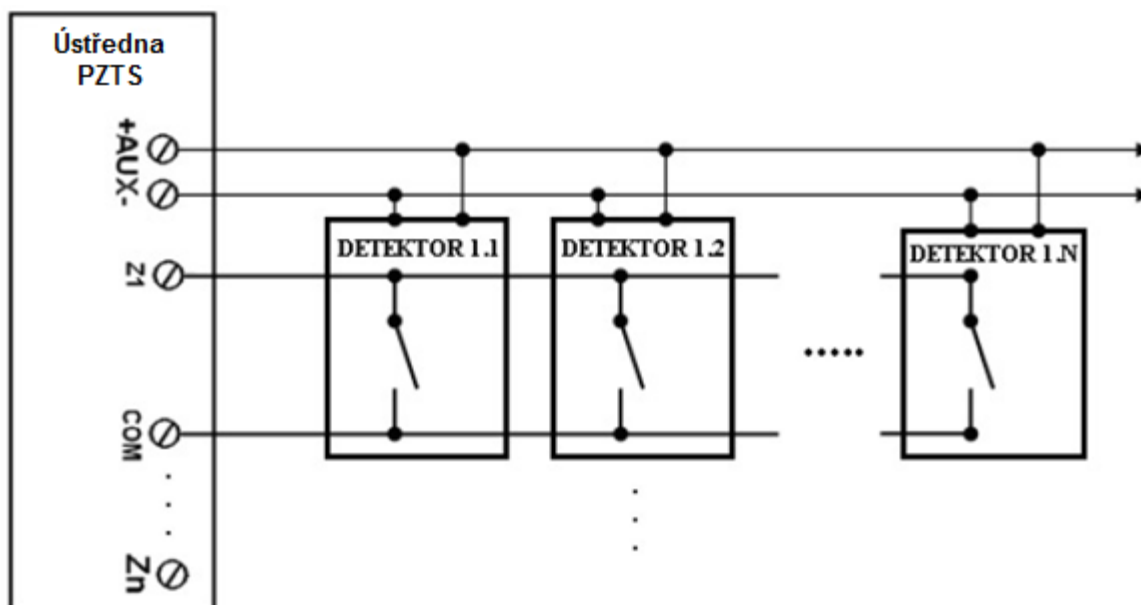 Ústředna
PZTS
+AUX-
DETEKTOR 1.1
DETEKTOR 1.2
DETEKTOR 1.N
Z1
COM
Zn